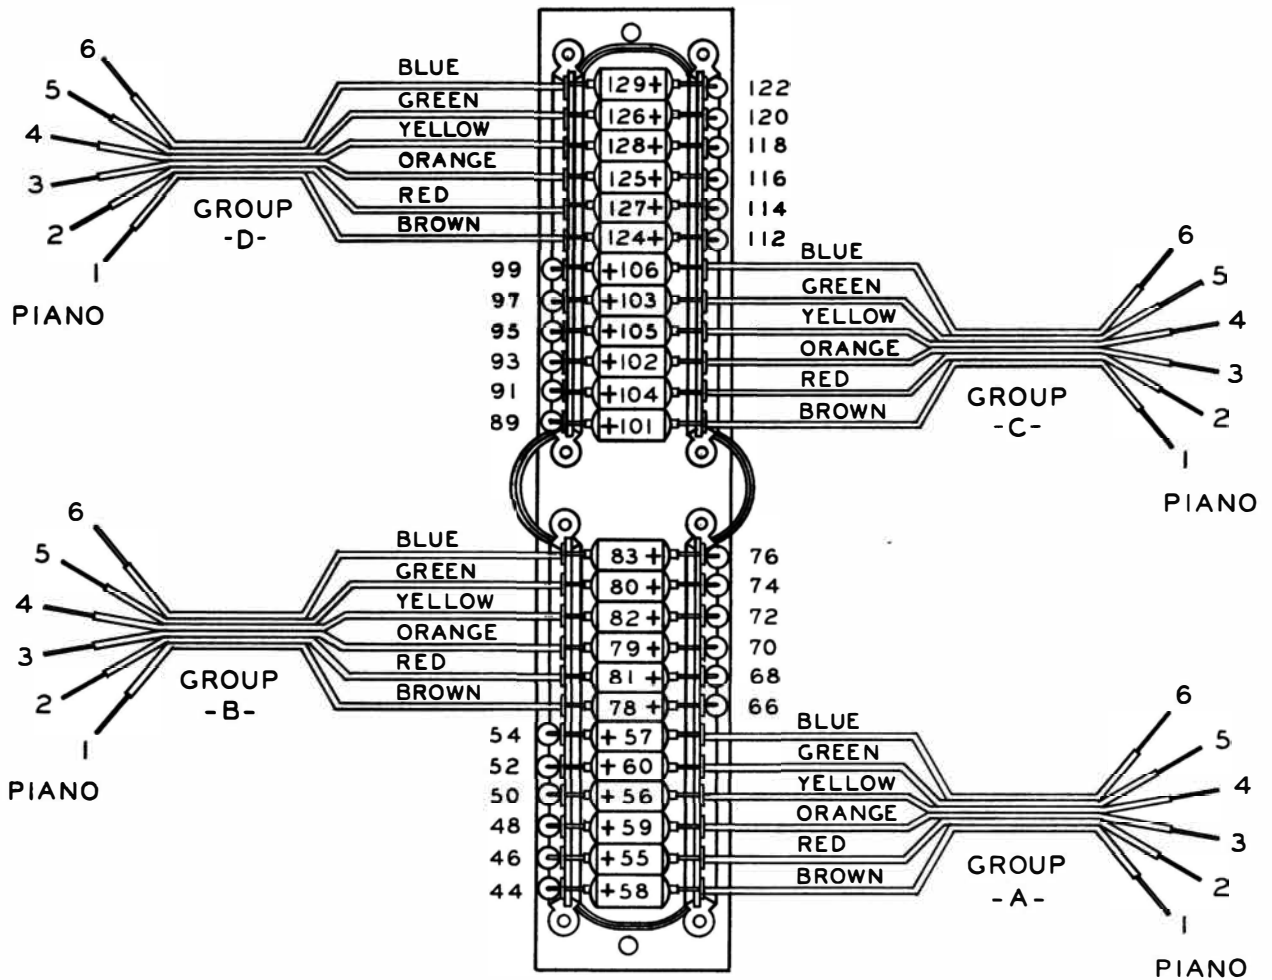 6
5
4
3
2
1
PIANO
GROUP
-D-
BLUE
GREEN
YELLOW
ORANGE
RED
BROWN
129+ 122
126+ 120
128+ 118
125+ 116
127+ 114
124+ 112
99 +106 BLUE
97 +103 GREEN
95 +105 YELLOW
93 +102 ORANGE
91 +104 RED
89 +101 BROWN
GROUP
-C-
6
5
4
3
2
1
PIANO
6
5
4
3
2
1
PIANO
GROUP
-B-
BLUE 83 + 76
GREEN 80 + 74
YELLOW 82 + 72
ORANGE 79 + 70
RED 81 + 68
BROWN 78 + 66
54 + 57 BLUE
52 + 60 GREEN
50 + 56 YELLOW
48 + 59 ORANGE
46 + 55 RED
44 +58 BROWN
GROUP
-A-
6
5
4
3
2
1
PIANO